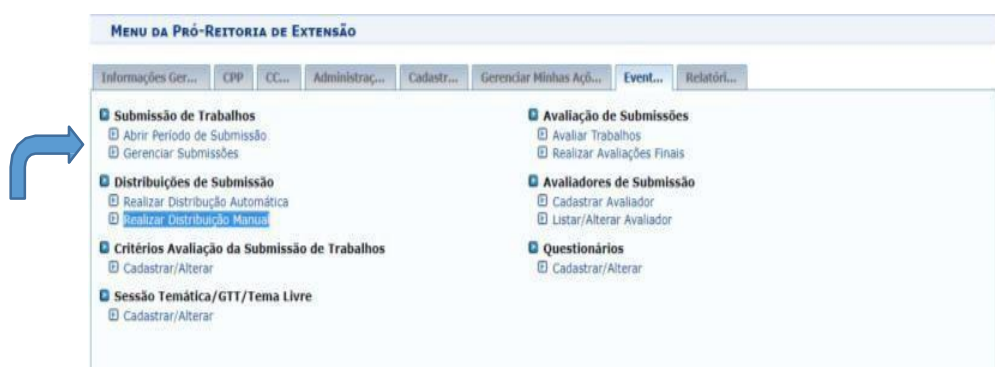 Menu da Pró-Reitoria de Extensão
Informações Ger... CPP CC... Administraç... Cadastr... Gerenciar Minhas Açõ... Event... Relatóri...
Submissão de Trabalhos
Abrir Período de Submissão
Gerenciar Submissões
Distribuições de Submissão
Realizar Distribução Automática
Realizar Distribuição Manual
Critérios Avaliação da Submissão de Trabalhos
Cadastrar/Alterar
Sessão Temática/GTT/Tema Livre
Cadastrar/Alterar
Avaliação de Submissões
Avaliar Trabalhos
Realizar Avaliações Finais
Avaliadores de Submissão
Cadastrar Avaliador
Listar/Alterar Avaliador
Questionários
Cadastrar/Alterar